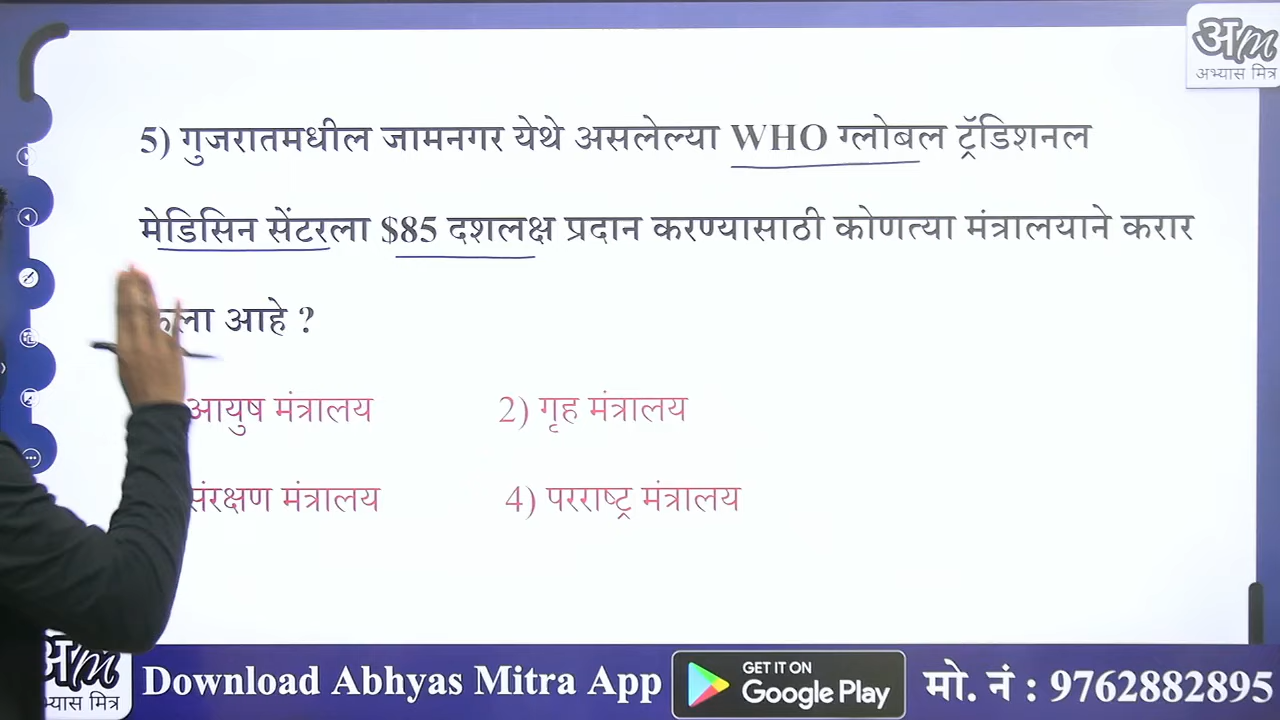 अm
अभ्यास मित्र
5) गुजरातमधील जामनगर येथे असलेल्या WHO ग्लोबल ट्रॅडिशनल
मेडिसिन सेंटरला $85 दशलक्ष प्रदान करण्यासाठी कोणत्या मंत्रालयाने करार
आहे ?
आयुष मंत्रालय 2) गृह मंत्रालय
संरक्षण मंत्रालय 4) परराष्ट्र मंत्रालय
Download Abhyas Mitra App GET IT ON Google Play मो. नं : 9762882895